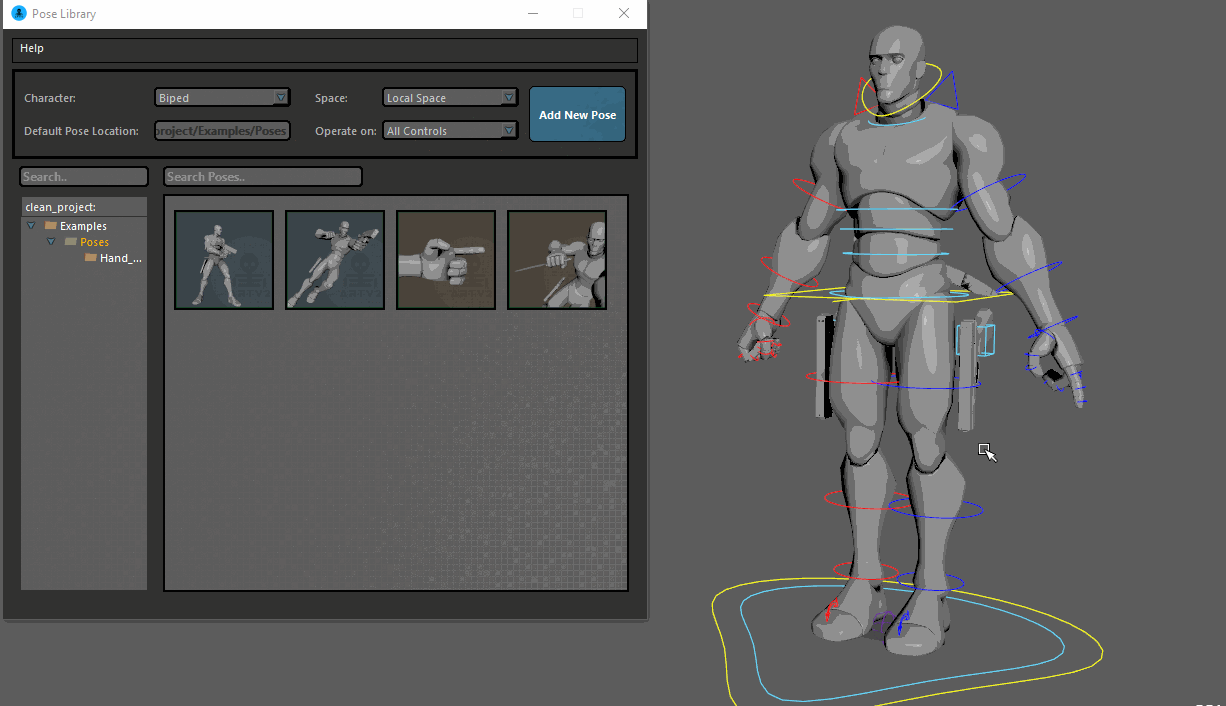 Pose Library
Help
Character:
Biped
Space:
Local Space
Add New Pose
Default Pose Location:
project/Examples/Poses
Operate on:
All Controls
Search..
Search Poses..
clean_project:
Examples
Poses
Hand_...